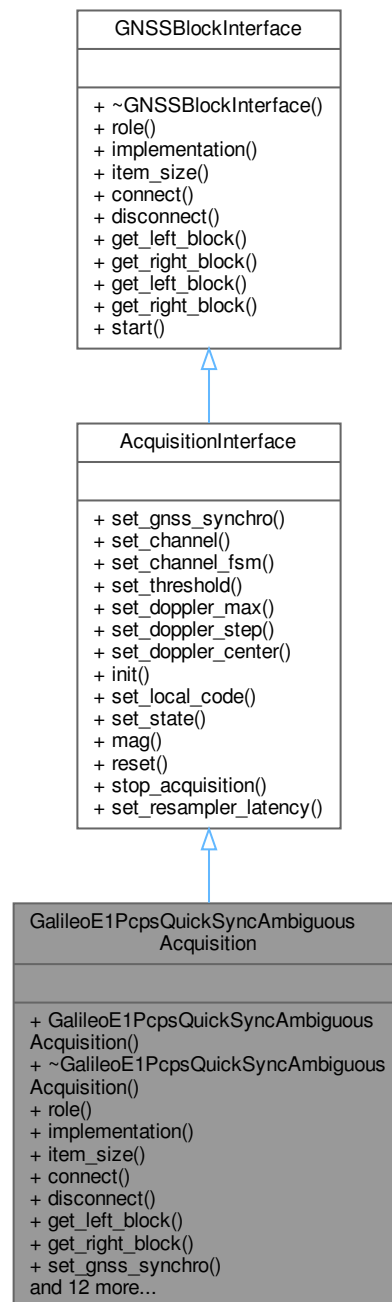 GNSSBlockInterface
+ ~GNSSBlockInterface()
+ role()
+ implementation()
+ item_size()
+ connect()
+ disconnect()
+ get_left_block()
+ get_right_block()
+ get_left_block()
+ get_right_block()
+ start()
AcquisitionInterface
+ set_gnss_synchro()
+ set_channel()
+ set_channel_fsm()
+ set_threshold()
+ set_doppler_max()
+ set_doppler_step()
+ set_doppler_center()
+ init()
+ set_local_code()
+ set_state()
+ mag()
+ reset()
+ stop_acquisition()
+ set_resampler_latency()
GalileoE1PcpsQuickSyncAmbiguous
Acquisition
+ GalileoE1PcpsQuickSyncAmbiguous
Acquisition()
+ ~GalileoE1PcpsQuickSyncAmbiguous
Acquisition()
+ role()
+ implementation()
+ item_size()
+ connect()
+ disconnect()
+ get_left_block()
+ get_right_block()
+ set_gnss_synchro()
and 12 more...